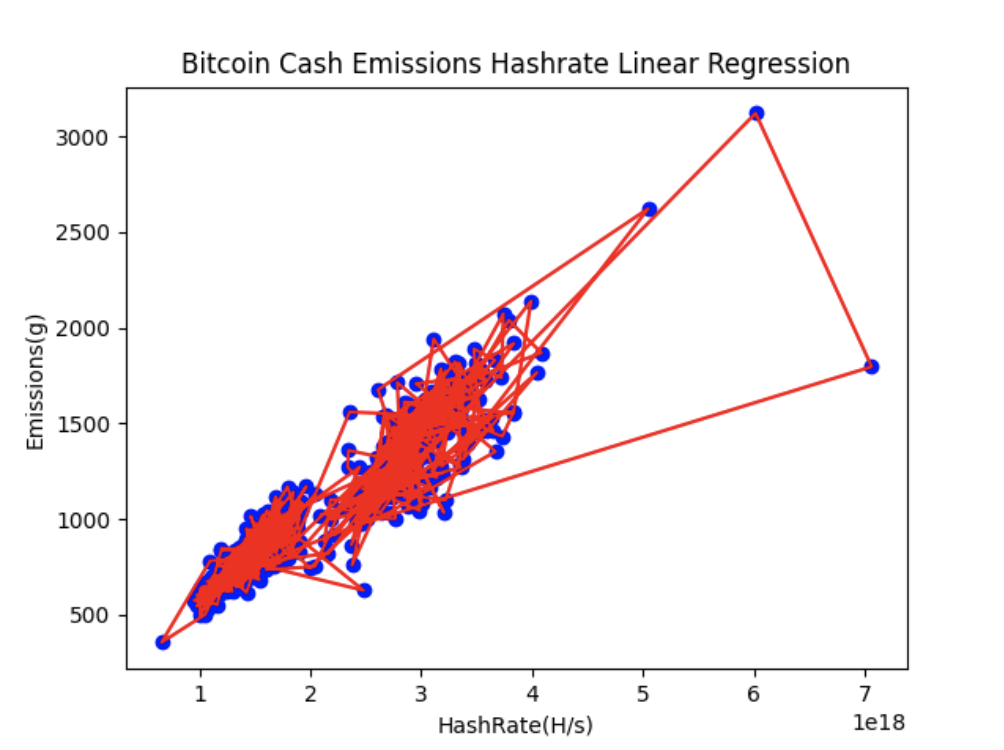 Bitcoin Cash Emissions Hashrate Linear Regression
3000
2500
2000
1500
1000
500
Emissions(g)
1 2 3 4 5 6 7
1e18
HashRate(H/s)